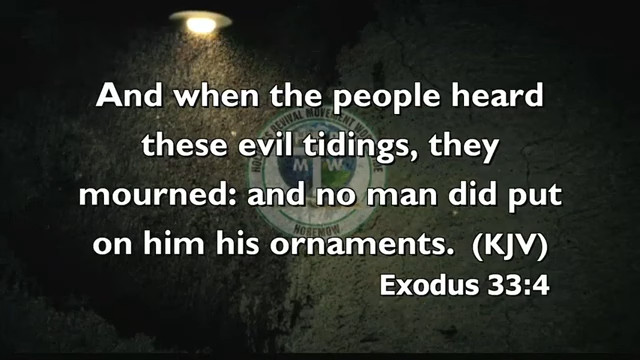 And when the people heard
these evil tidings, they
mourned: and no man did put
on him his ornaments. (KJV)
Exodus 33:4
HOBREMOW